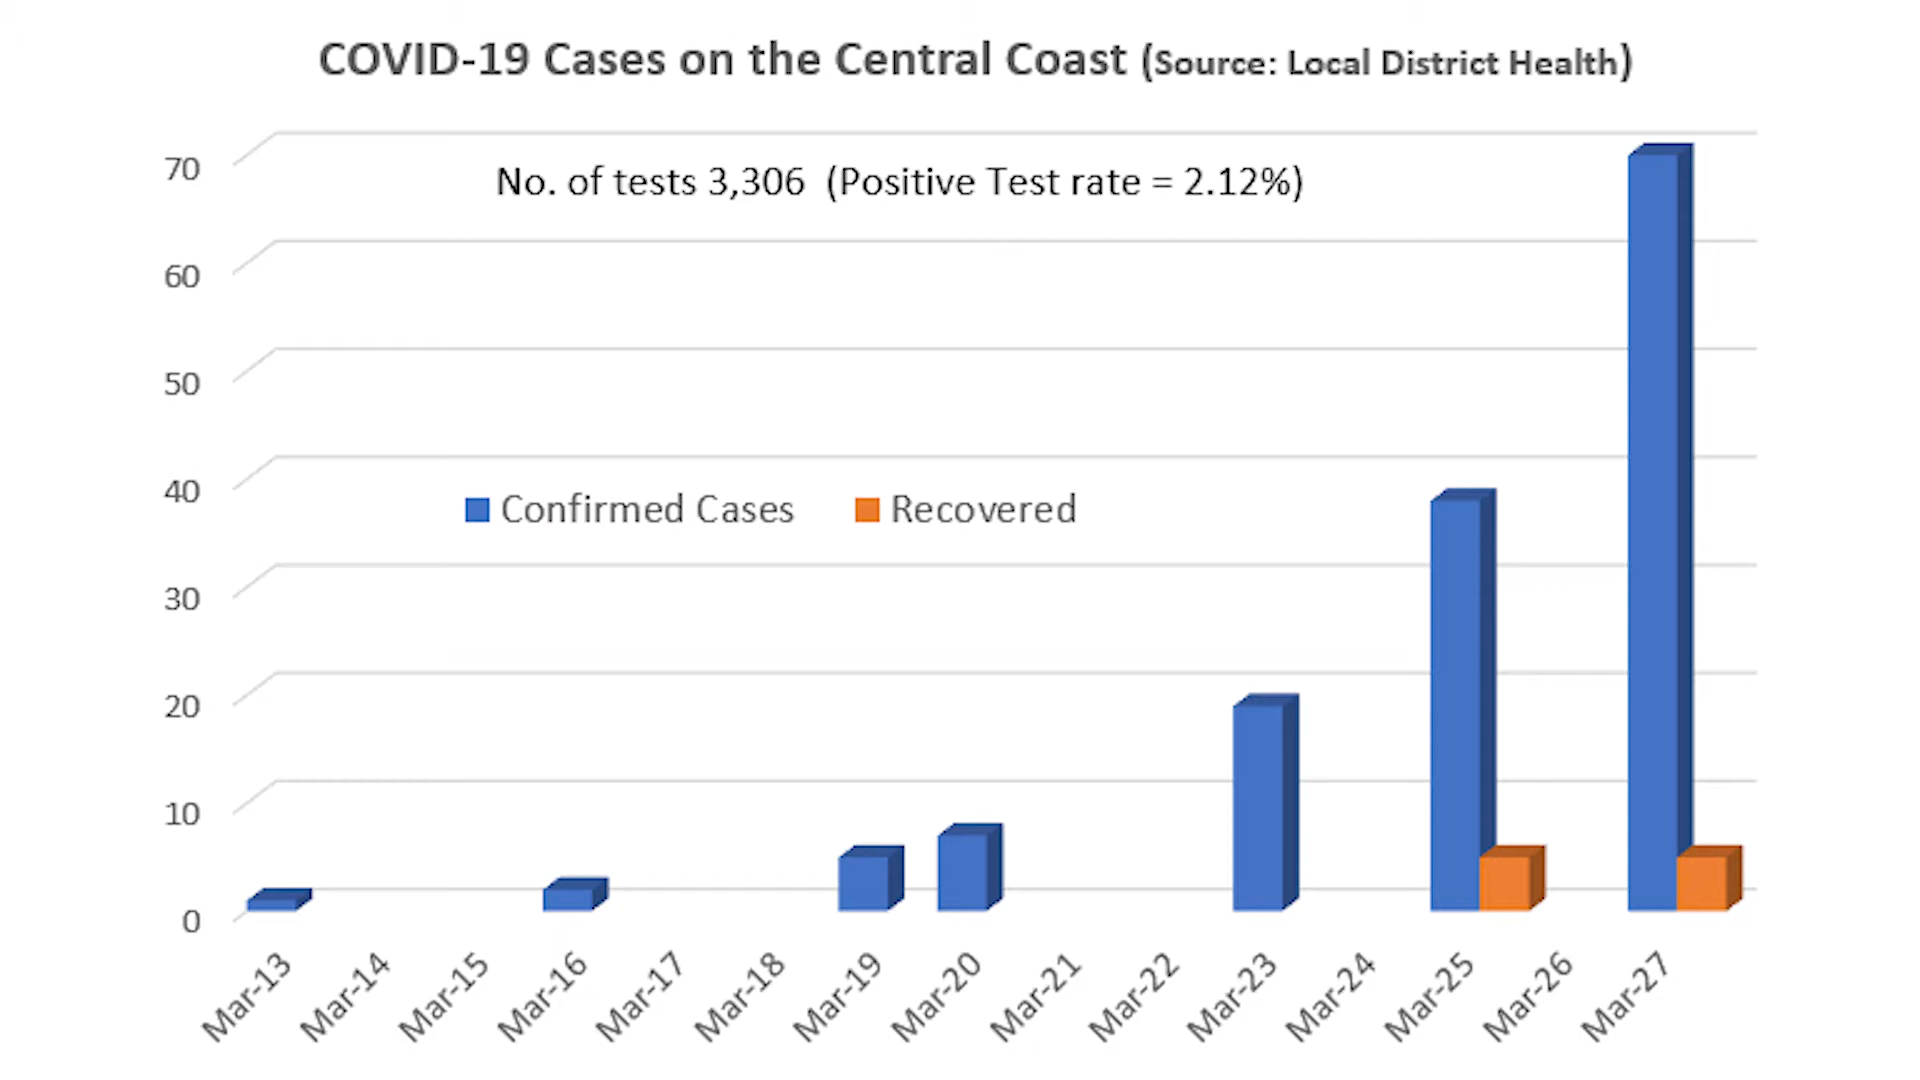 COVID-19 Cases on the Central Coast (Source: Local District Health)
No. of tests 3,306 (Positive Test rate = 2.12%)
70
60
50
40
30
20
10
0
Confirmed Cases Recovered
Mar-13 Mar-14 Mar-15 Mar-16 Mar-17 Mar-18 Mar-19 Mar-20 Mar-21 Mar-22 Mar-23 Mar-24 Mar-25 Mar-26 Mar-27